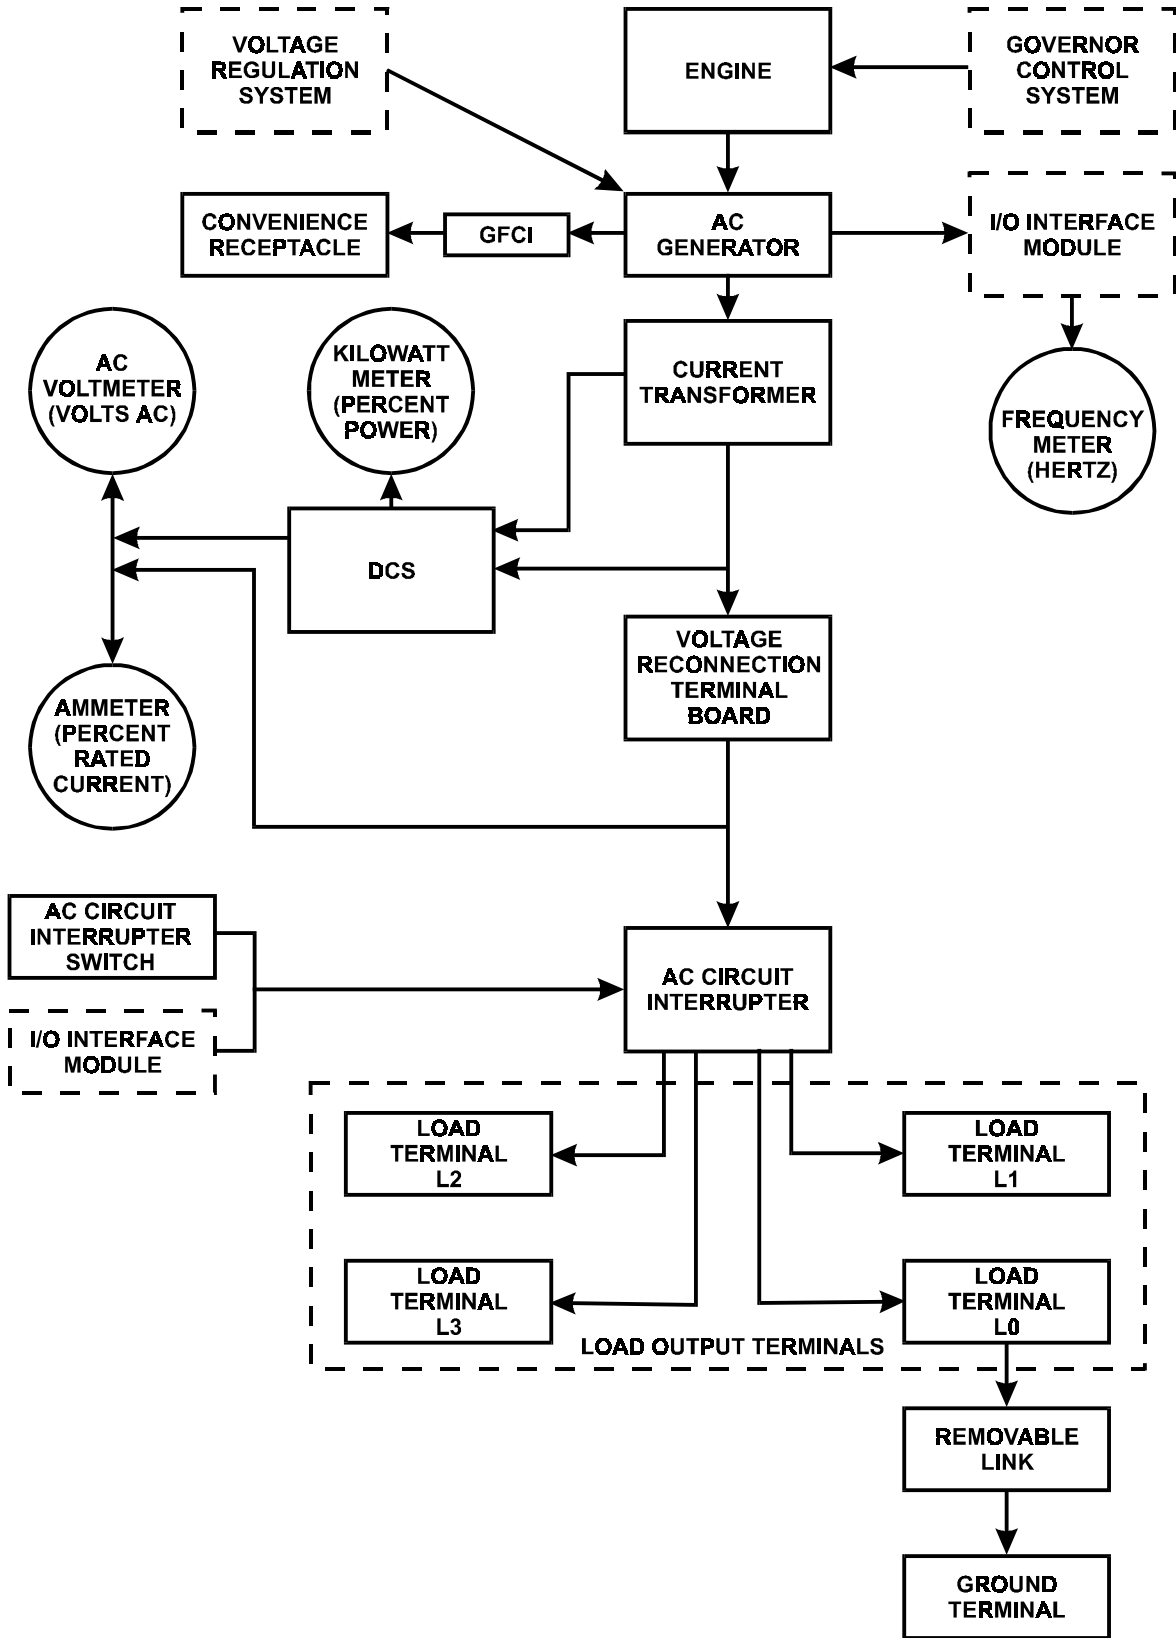 VOLTAGE
REGULATION
SYSTEM
ENGINE
GOVERNOR
CONTROL
SYSTEM
CONVENIENCE
RECEPTACLE
GFCI
AC
GENERATOR
I/O INTERFACE
MODULE
AC
VOLTMETER
(VOLTS AC)
KILOWATT
METER
(PERCENT
POWER)
CURRENT
TRANSFORMER
FREQUENCY
METER
(HERTZ)
DCS
VOLTAGE
RECONNECTION
TERMINAL
BOARD
AMMETER
(PERCENT
RATED
CURRENT)
AC CIRCUIT
INTERRUPTER
SWITCH
AC CIRCUIT
INTERRUPTER
I/O INTERFACE
MODULE
LOAD
TERMINAL
L2
LOAD
TERMINAL
L1
LOAD
TERMINAL
L3
LOAD
TERMINAL
L0
LOAD OUTPUT TERMINALS
REMOVABLE
LINK
GROUND
TERMINAL